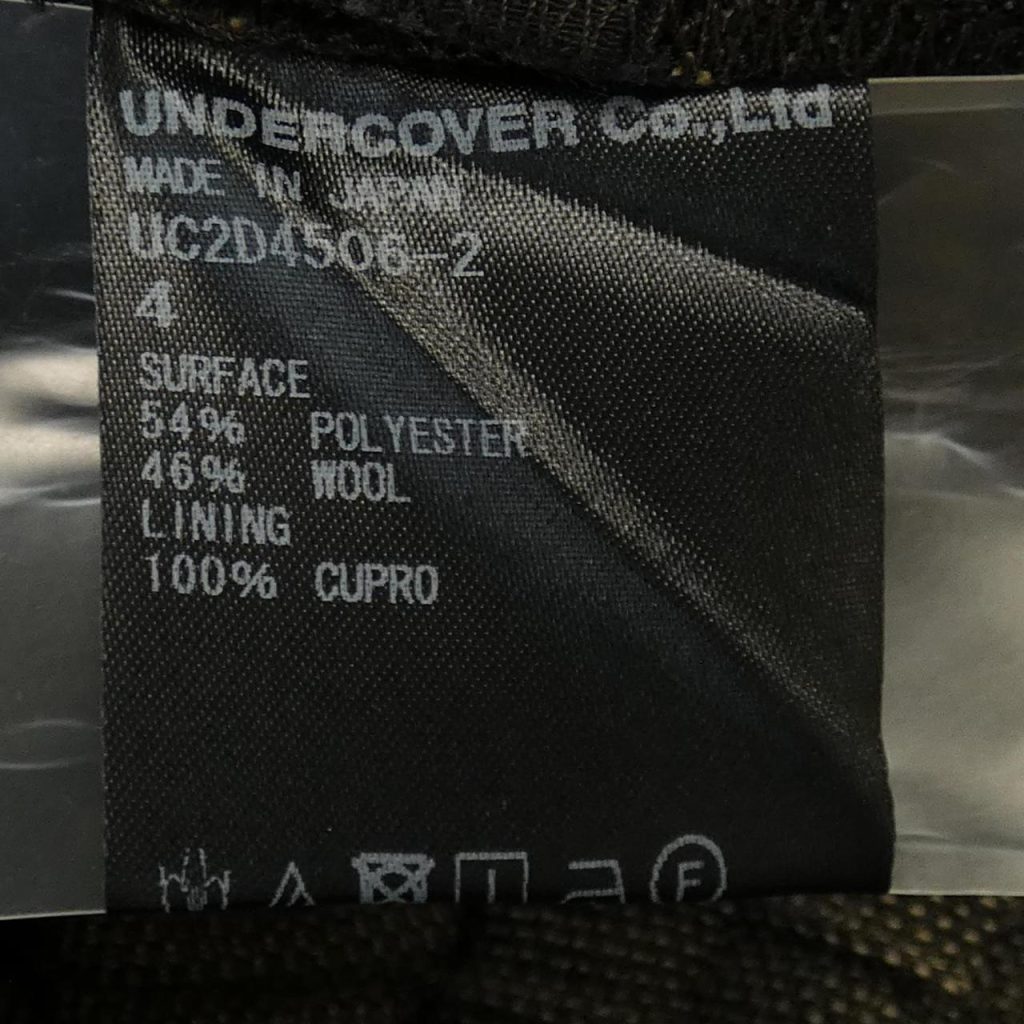 UNDERCOVER Co.,Ltd
MADE IN JAPAN
UC2D4506-2
4
SURFACE
54% POLYESTER
46% WOOL
LINING
100% CUPRO
F